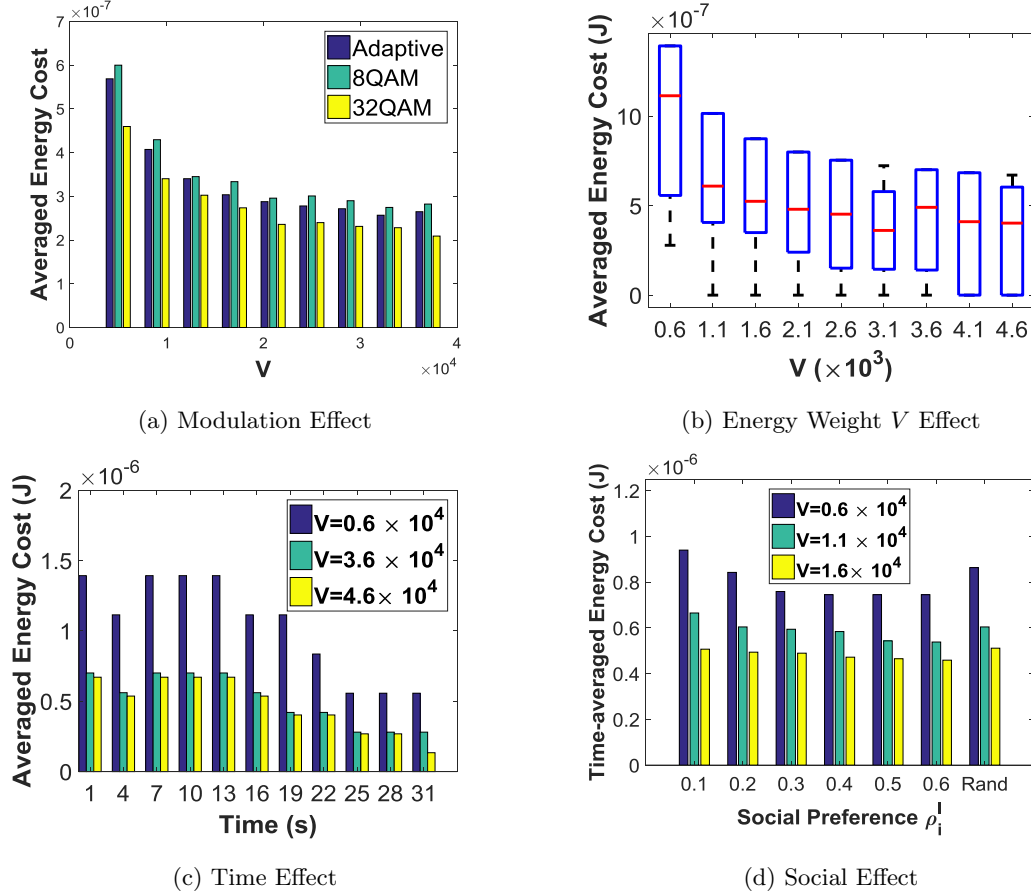 ×10⁻⁷
7
6
5
4
3
2
1
0
Averaged Energy Cost
Adaptive
8QAM
32QAM
0 1 2 3 4
×10⁴
V
(a) Modulation Effect
×10⁻⁷
10
5
0
Averaged Energy Cost (J)
0.6 1.1 1.6 2.1 2.6 3.1 3.6 4.1 4.6
V (×10³)
(b) Energy Weight V Effect
×10⁻⁶
2
1.5
1
0.5
0
Averaged Energy Cost (J)
V=0.6 × 10⁴
V=3.6 × 10⁴
V=4.6 × 10⁴
1 4 7 10 13 16 19 22 25 28 31
Time (s)
(c) Time Effect
×10⁻⁶
1.2
1
0.8
0.6
0.4
0.2
0
Time-averaged Energy Cost (J)
V=0.6 × 10⁴
V=1.1 × 10⁴
V=1.6× 10⁴
0.1 0.2 0.3 0.4 0.5 0.6 Rand
Social Preference ρᵢᴵ
(d) Social Effect